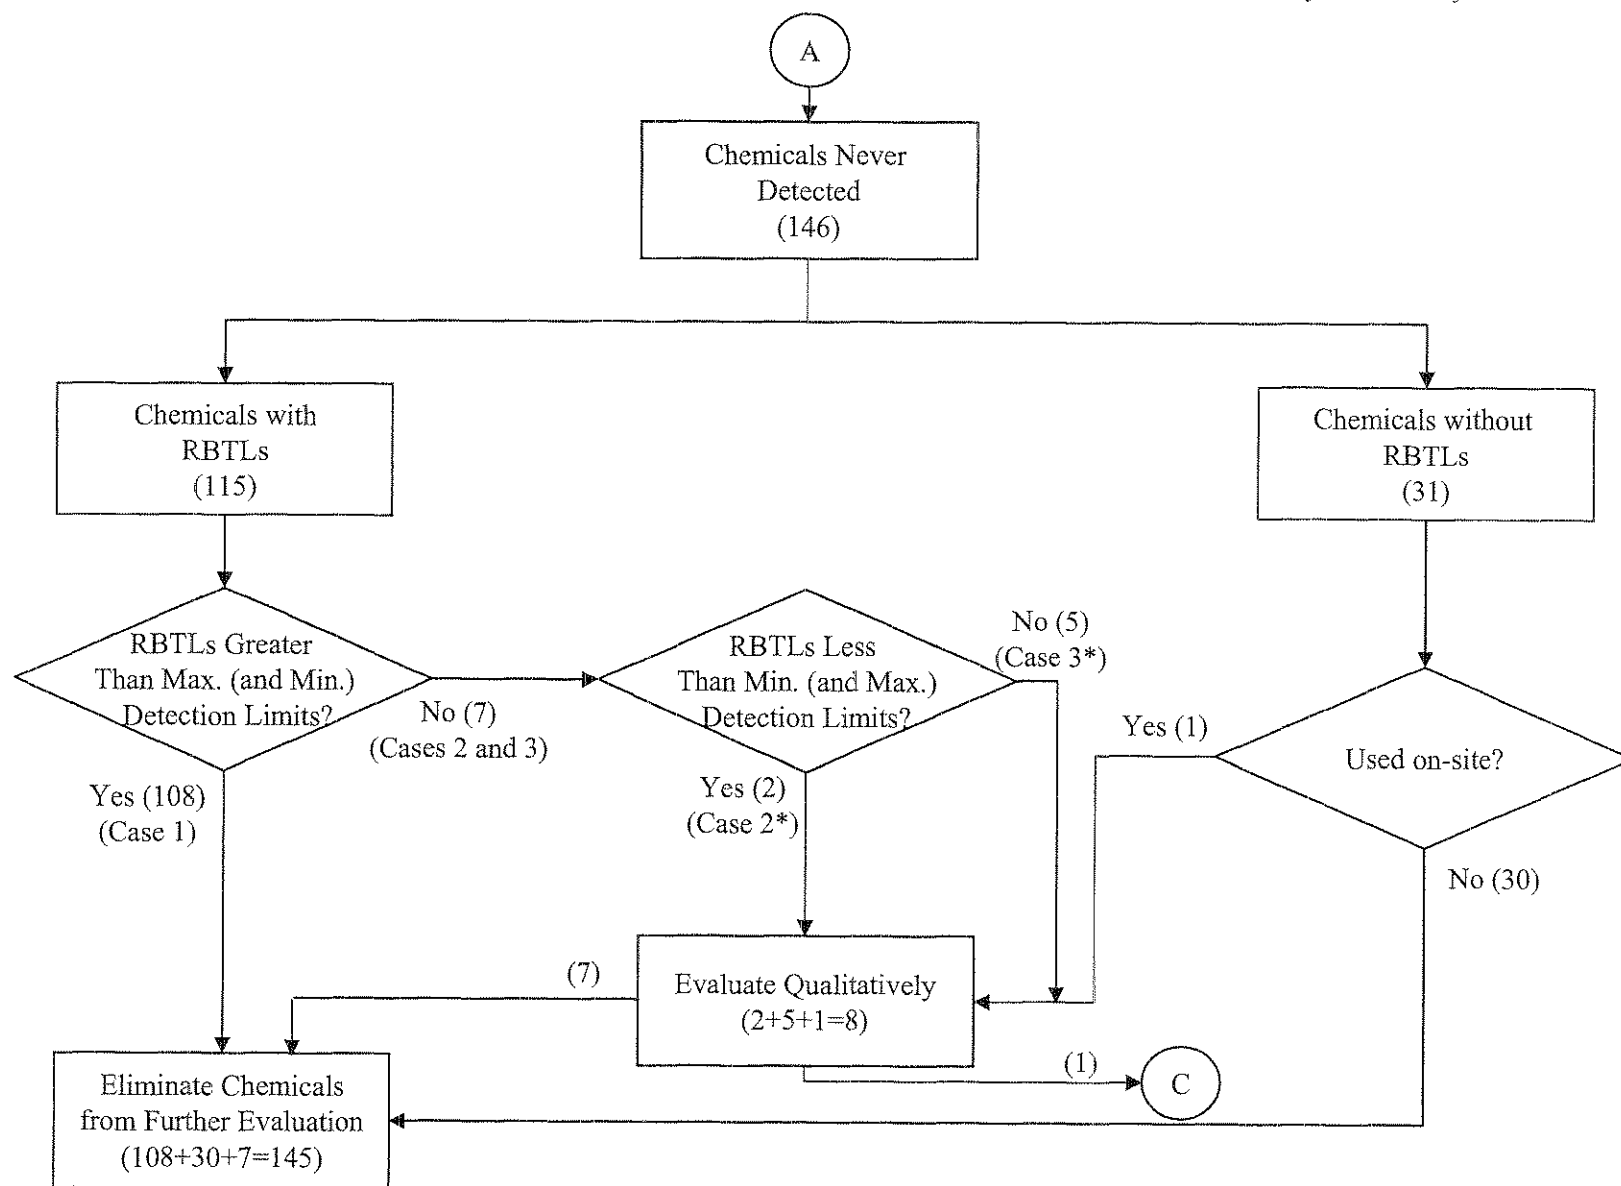 A
Chemicals Never
Detected
(146)
Chemicals with
RBTLs
(115)
Chemicals without
RBTLs
(31)
RBTLs Greater
Than Max. (and Min.)
Detection Limits?
No (7)
(Cases 2 and 3)
Yes (108)
(Case 1)
RBTLs Less
Than Min. (and Max.)
Detection Limits?
No (5)
(Case 3*)
Yes (2)
(Case 2*)
Yes (1)
Used on-site?
No (30)
Evaluate Qualitatively
(2+5+1=8)
(7)
(1)
C
Eliminate Chemicals
from Further Evaluation
(108+30+7=145)